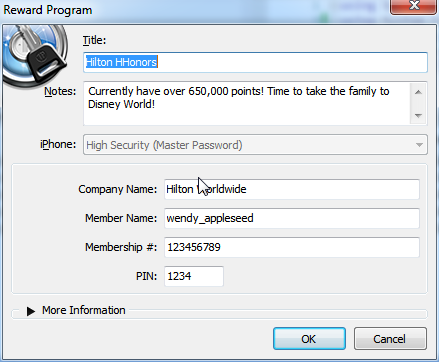 Reward Program
Title:
Hilton HHonors
Notes:
Currently have over 650,000 points! Time to take the family to
Disney World!
iPhone:
High Security (Master Password)
Company Name:
Hilton Worldwide
Member Name:
wendy_appleseed
Membership #:
123456789
PIN:
1234
More Information
OK
Cancel